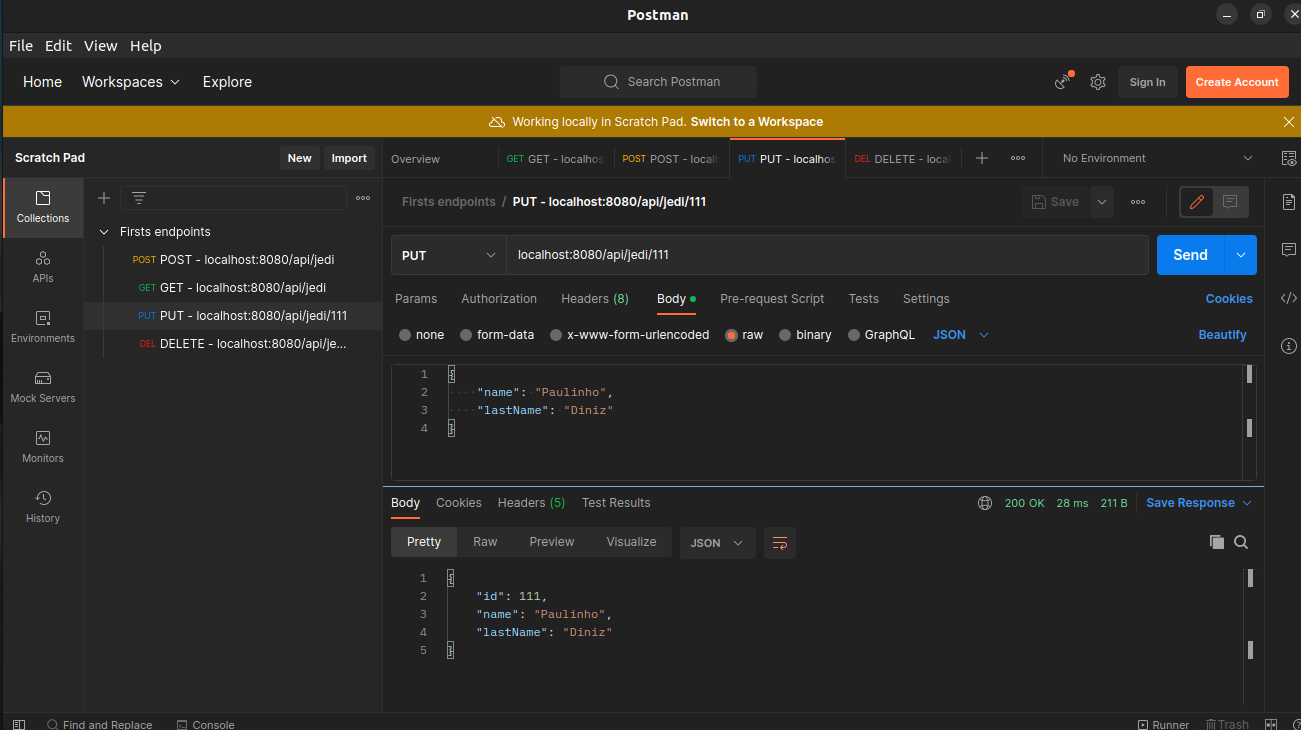 Postman
File Edit View Help
Home Workspaces Explore Search Postman Sign In Create Account
Working locally in Scratch Pad. Switch to a Workspace
Scratch Pad New Import
Overview GET GET - localhos POST POST - localh PUT PUT - localhos DELETE DELETE - local No Environment
Collections
APIs
Environments
Mock Servers
Monitors
History
Firsts endpoints
POST POST - localhost:8080/api/jedi
GET GET - localhost:8080/api/jedi
PUT PUT - localhost:8080/api/jedi/111
DEL DELETE - localhost:8080/api/je...
Firsts endpoints / PUT - localhost:8080/api/jedi/111 Save
PUT localhost:8080/api/jedi/111 Send
Params Authorization Headers (8) Body Pre-request Script Tests Settings Cookies
none form-data x-www-form-urlencoded raw binary GraphQL JSON Beautify
1 {
2 "name": "Paulinho",
3 "lastName": "Diniz"
4 }
Body Cookies Headers (5) Test Results 200 OK 28 ms 211 B Save Response
Pretty Raw Preview Visualize JSON
1 {
2 "id": 111,
3 "name": "Paulinho",
4 "lastName": "Diniz"
5 }
Find and Replace Console Runner Trash